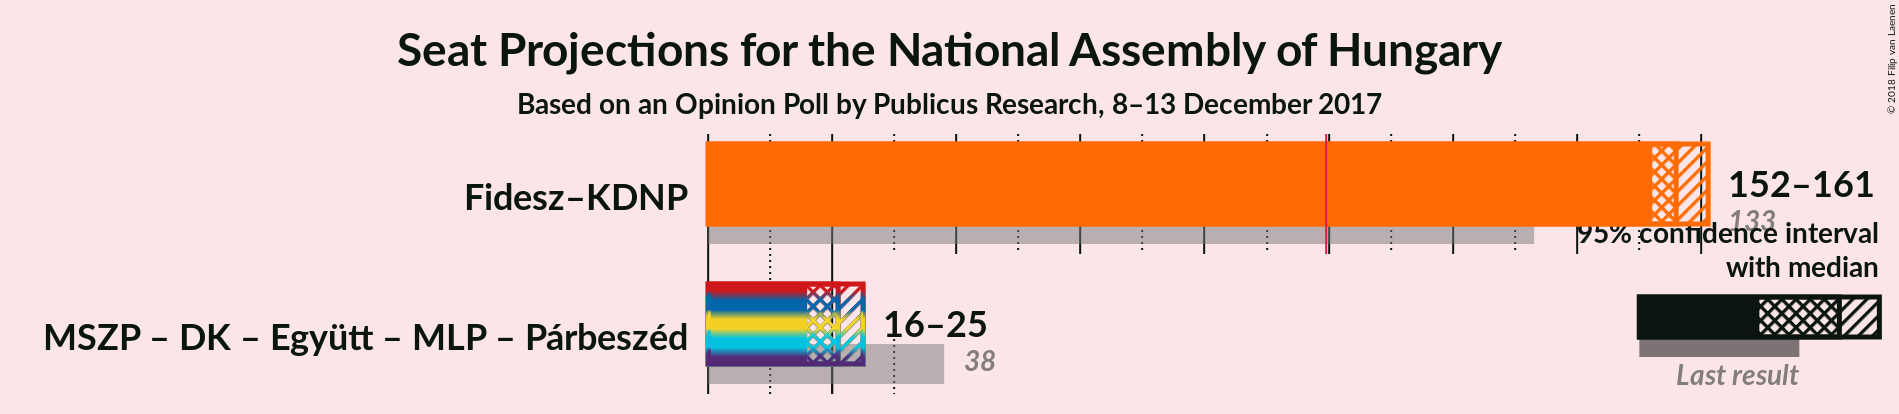 Seat Projections for the National Assembly of Hungary
Based on an Opinion Poll by Publicus Research, 8–13 December 2017
© 2018 Filip van Laenen
Fidesz–KDNP
152–161
133
95% confidence interval
with median
MSZP – DK – Együtt – MLP – Párbeszéd
16–25
38
Last result